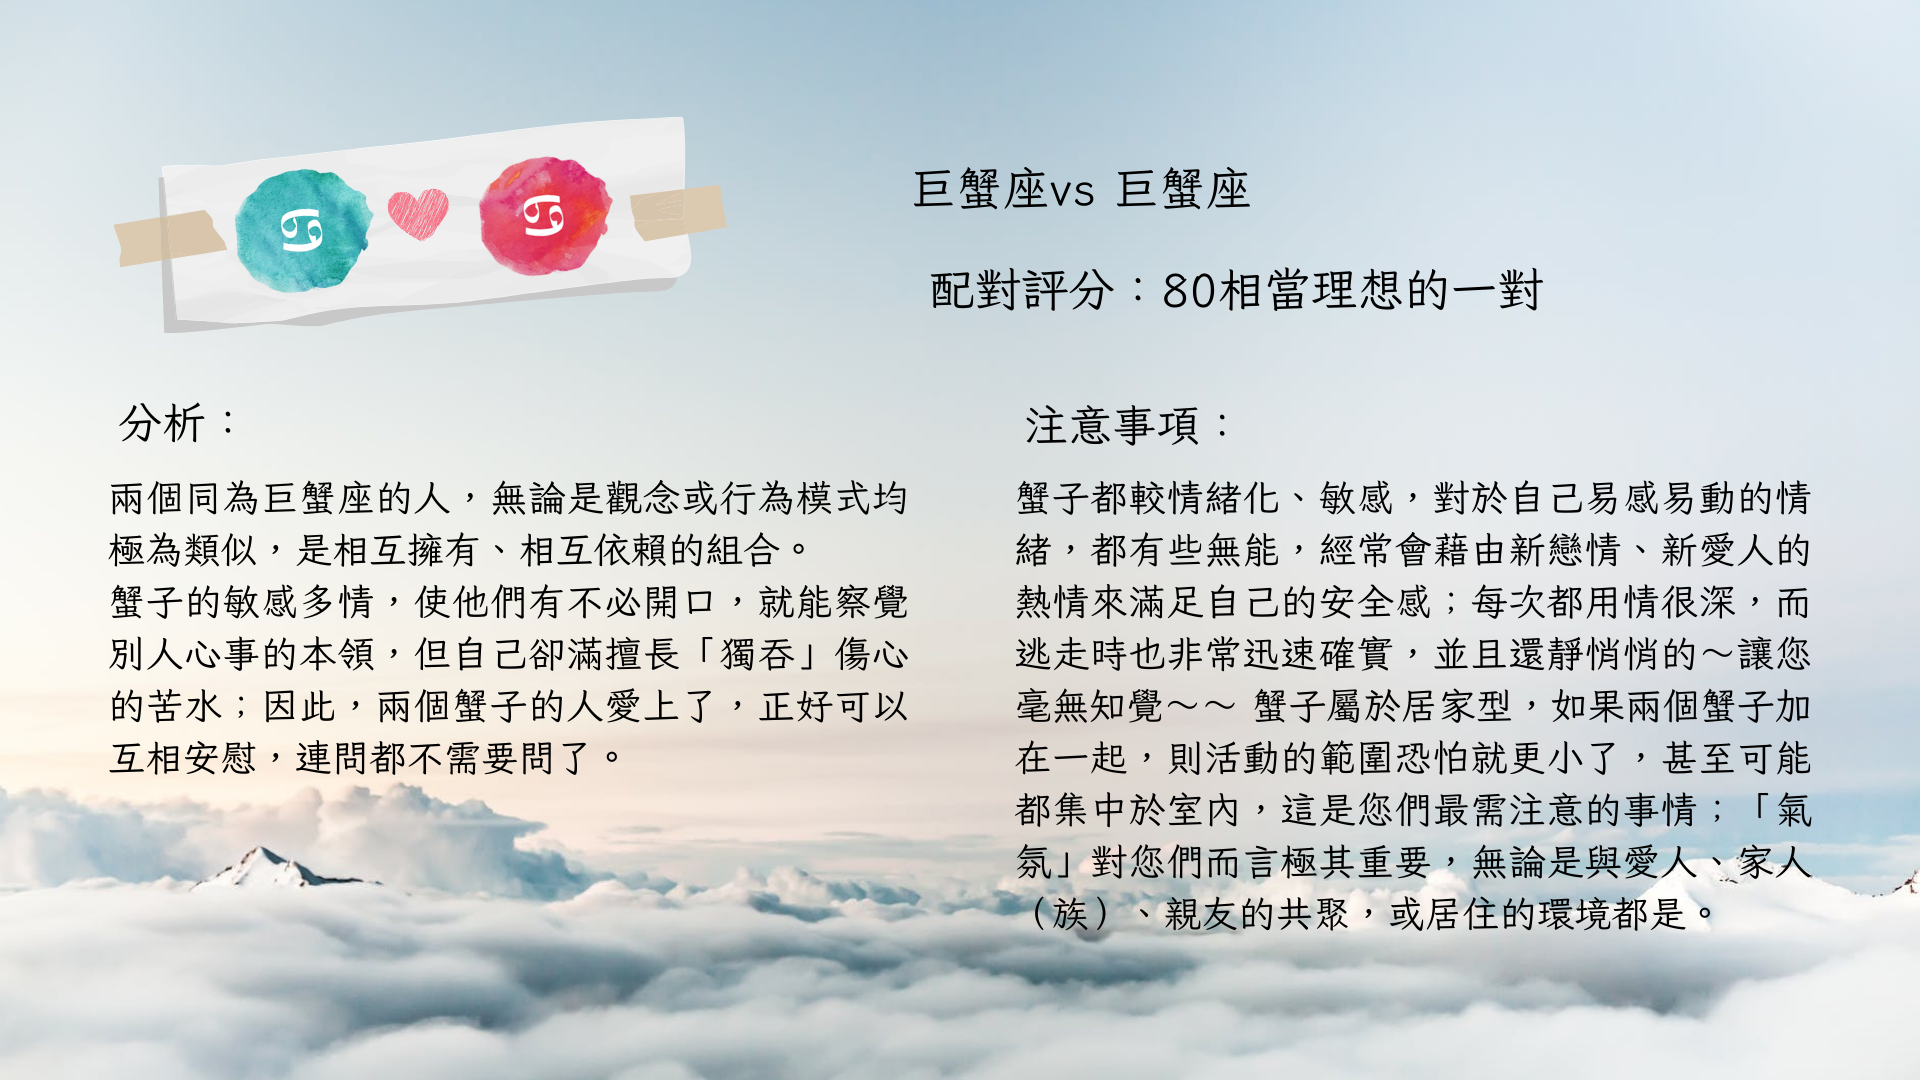 ♋ ♋
巨蟹座vs 巨蟹座
配對評分：80相當理想的一對
分析：
兩個同為巨蟹座的人，無論是觀念或行為模式均
極為類似，是相互擁有、相互依賴的組合。
蟹子的敏感多情，使他們有不必開口，就能察覺
別人心事的本領，但自己卻滿擅長「獨吞」傷心
的苦水；因此，兩個蟹子的人愛上了，正好可以
互相安慰，連問都不需要問了。
注意事項：
蟹子都較情緒化、敏感，對於自己易感易動的情
緒，都有些無能，經常會藉由新戀情、新愛人的
熱情來滿足自己的安全感；每次都用情很深，而
逃走時也非常迅速確實，並且還靜悄悄的～讓您
毫無知覺～～ 蟹子屬於居家型，如果兩個蟹子加
在一起，則活動的範圍恐怕就更小了，甚至可能
都集中於室內，這是您們最需注意的事情；「氣
氛」對您們而言極其重要，無論是與愛人、家人
（族）、親友的共聚，或居住的環境都是。